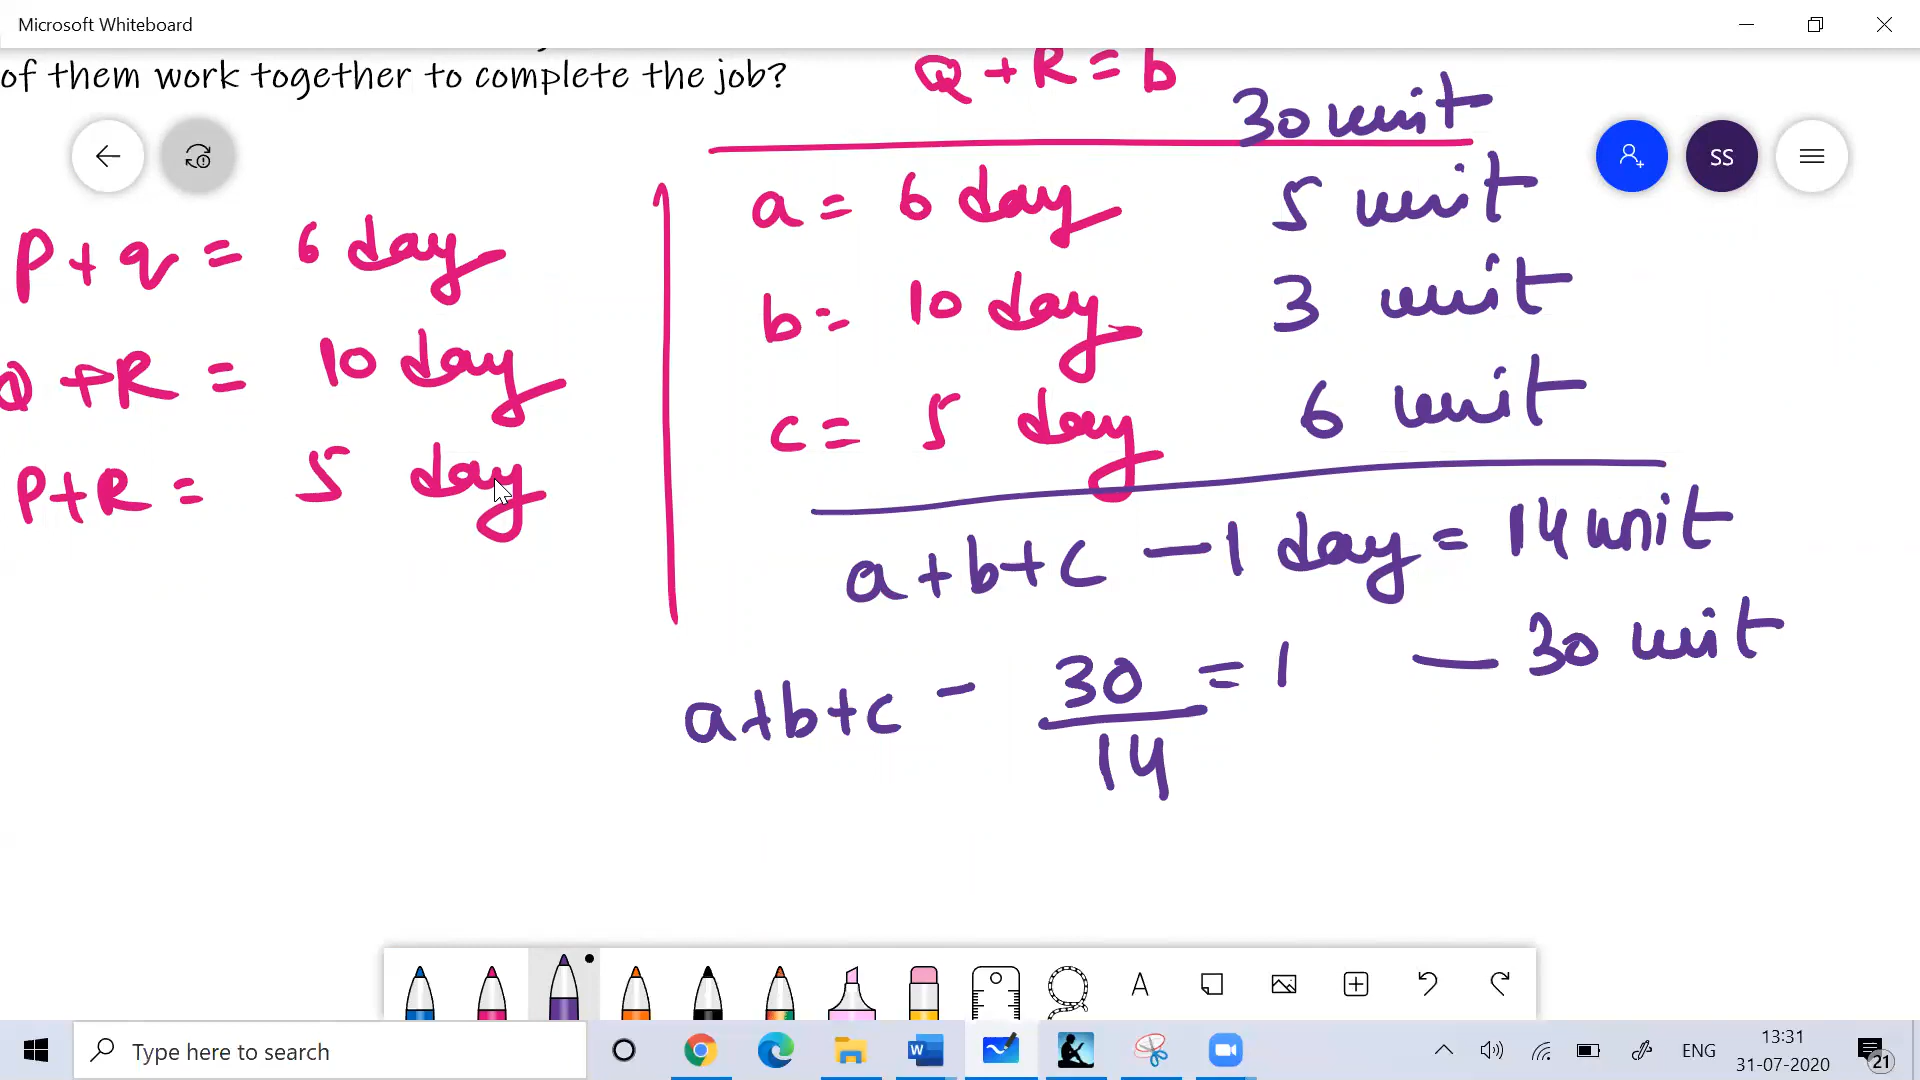 Microsoft Whiteboard
of them work together to complete the job?
Q + R = b
30 unit
SS
P + q = 6 day
Q + R = 10 day
P + R = 5 day
a = 6 day 5 unit
b = 10 day 3 unit
c = 5 day 6 unit
a + b + c — 1 day = 14 unit
— 30 unit
a + b + c - 30/14 = 1
A
Type here to search
W
ENG
13:31
31-07-2020
21